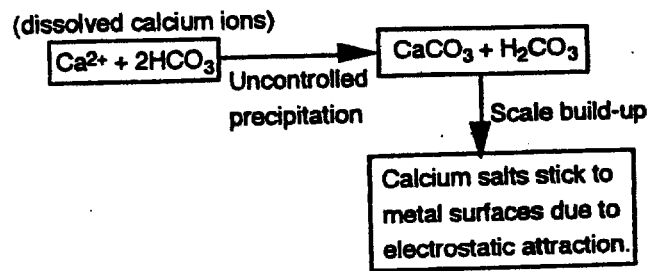 (dissolved calcium ions)
Ca²⁺ + 2HCO₃
CaCO₃ + H₂CO₃
Uncontrolled
precipitation
Scale build-up
Calcium salts stick to
metal surfaces due to
electrostatic attraction.